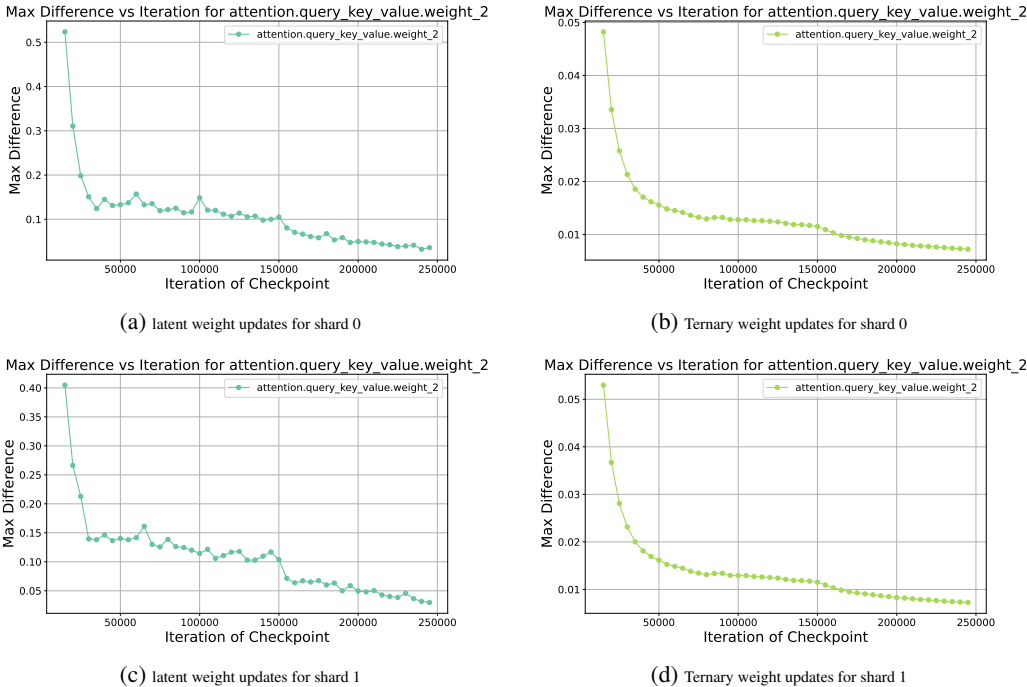 Max Difference vs Iteration for attention.query_key_value.weight_2
attention.query_key_value.weight_2
0.5
0.4
0.3
0.2
0.1
Max Difference
50000 100000 150000 200000 250000
Iteration of Checkpoint
(a) latent weight updates for shard 0
Max Difference vs Iteration for attention.query_key_value.weight_2
attention.query_key_value.weight_2
0.05
0.04
0.03
0.02
0.01
Max Difference
50000 100000 150000 200000 250000
Iteration of Checkpoint
(b) Ternary weight updates for shard 0
Max Difference vs Iteration for attention.query_key_value.weight_2
attention.query_key_value.weight_2
0.40
0.35
0.30
0.25
0.20
0.15
0.10
0.05
Max Difference
50000 100000 150000 200000 250000
Iteration of Checkpoint
(c) latent weight updates for shard 1
Max Difference vs Iteration for attention.query_key_value.weight_2
attention.query_key_value.weight_2
0.05
0.04
0.03
0.02
0.01
Max Difference
50000 100000 150000 200000 250000
Iteration of Checkpoint
(d) Ternary weight updates for shard 1